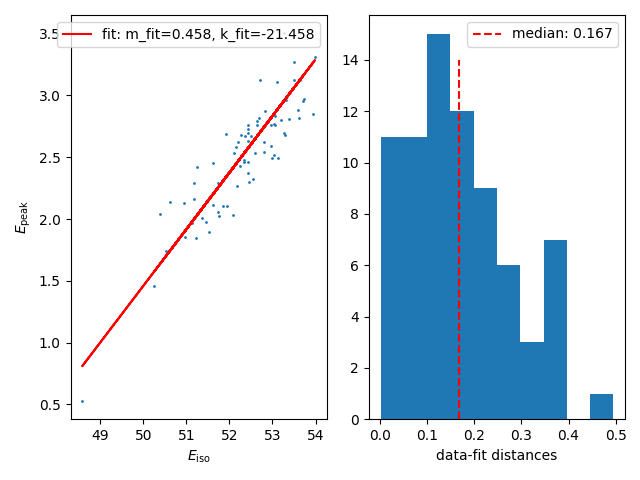 fit: m_fit=0.458, k_fit=-21.458
3.5
3.0
2.5
2.0
1.5
1.0
0.5
E_peak
49 50 51 52 53 54
E_iso
median: 0.167
14
12
10
8
6
4
2
0
0.0 0.1 0.2 0.3 0.4 0.5
data-fit distances